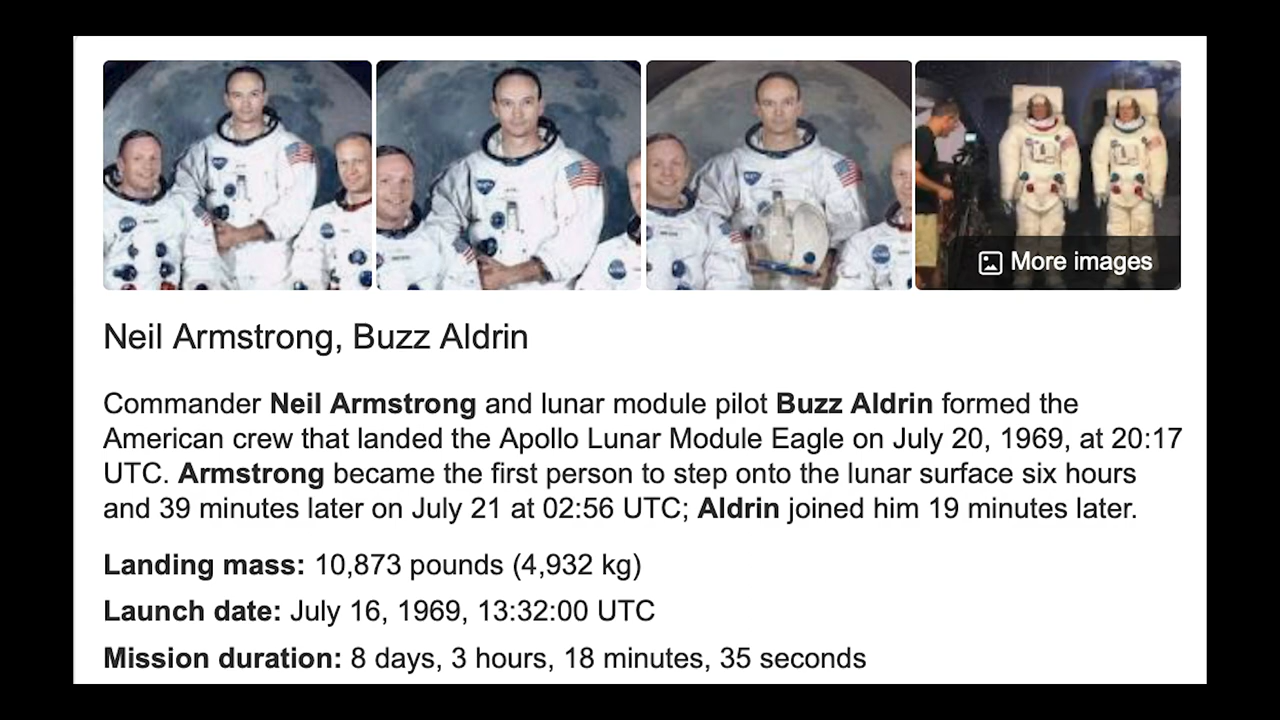 More images
Neil Armstrong, Buzz Aldrin
Commander Neil Armstrong and lunar module pilot Buzz Aldrin formed the
American crew that landed the Apollo Lunar Module Eagle on July 20, 1969, at 20:17
UTC. Armstrong became the first person to step onto the lunar surface six hours
and 39 minutes later on July 21 at 02:56 UTC; Aldrin joined him 19 minutes later.
Landing mass: 10,873 pounds (4,932 kg)
Launch date: July 16, 1969, 13:32:00 UTC
Mission duration: 8 days, 3 hours, 18 minutes, 35 seconds